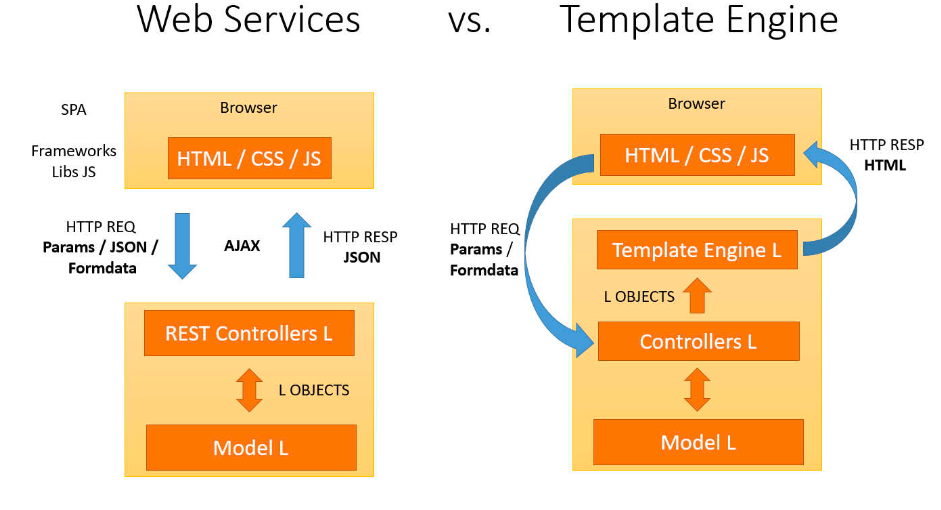 Web Services vs. Template Engine
SPA
Frameworks
Libs JS
Browser
HTML / CSS / JS
HTTP REQ
Params / JSON /
Formdata
AJAX
HTTP RESP
JSON
REST Controllers L
L OBJECTS
Model L
Browser
HTML / CSS / JS
HTTP RESP
HTML
HTTP REQ
Params /
Formdata
Template Engine L
L OBJECTS
Controllers L
Model L